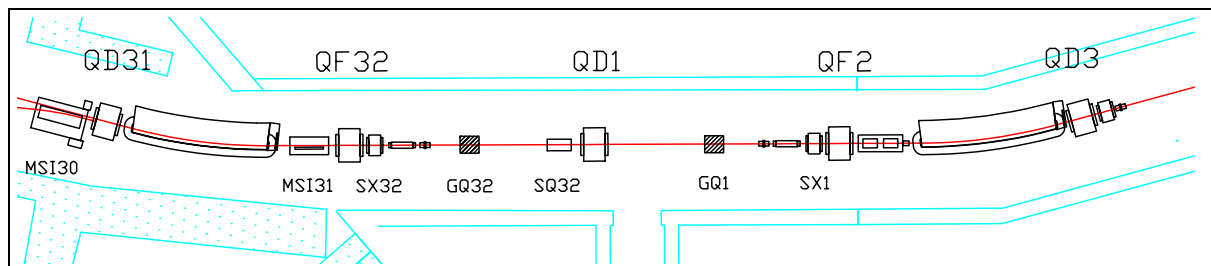 QD31 QF32 QD1 QF2 QD3
MSI30 MSI31 SX32 GQ32 SQ32 GQ1 SX1